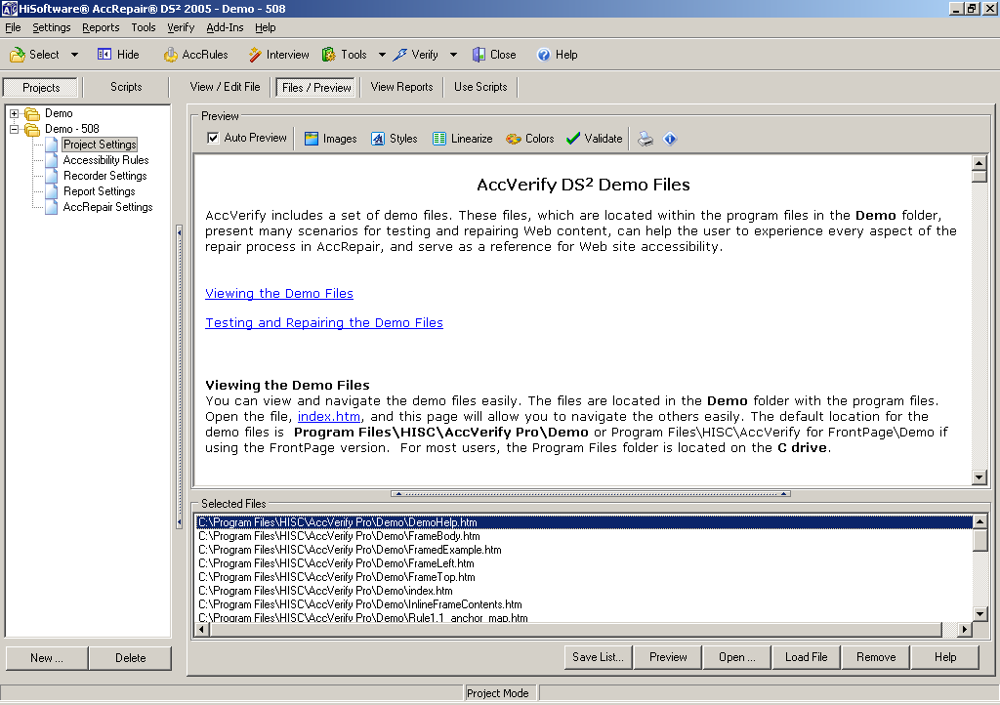 HiSoftware® AccRepair® DS² 2005 - Demo - 508
File Settings Reports Tools Verify Add-Ins Help
Select Hide AccRules Interview Tools Verify Close Help
Projects Scripts View / Edit File Files / Preview View Reports Use Scripts
Demo
Demo - 508
Project Settings
Accessibility Rules
Recorder Settings
Report Settings
AccRepair Settings
New ... Delete
Preview
Auto Preview Images Styles Linearize Colors Validate
AccVerify DS² Demo Files
AccVerify includes a set of demo files. These files, which are located within the program files in the Demo folder,
present many scenarios for testing and repairing Web content, can help the user to experience every aspect of the
repair process in AccRepair, and serve as a reference for Web site accessibility.
Viewing the Demo Files
Testing and Repairing the Demo Files
Viewing the Demo Files
You can view and navigate the demo files easily. The files are located in the Demo folder with the program files.
Open the file, index.htm, and this page will allow you to navigate the others easily. The default location for the
demo files is Program Files\HISC\AccVerify Pro\Demo or Program Files\HISC\AccVerify for FrontPage\Demo if
using the FrontPage version. For most users, the Program Files folder is located on the C drive.
Selected Files
C:\Program Files\HISC\AccVerify Pro\Demo\DemoHelp.htm
C:\Program Files\HISC\AccVerify Pro\Demo\FrameBody.htm
C:\Program Files\HISC\AccVerify Pro\Demo\FramedExample.htm
C:\Program Files\HISC\AccVerify Pro\Demo\FrameLeft.htm
C:\Program Files\HISC\AccVerify Pro\Demo\FrameTop.htm
C:\Program Files\HISC\AccVerify Pro\Demo\index.htm
C:\Program Files\HISC\AccVerify Pro\Demo\InlineFrameContents.htm
C:\Program Files\HISC\AccVerify Pro\Demo\Rule1.1_anchor_map.htm
Save List... Preview Open ... Load File Remove Help
Project Mode